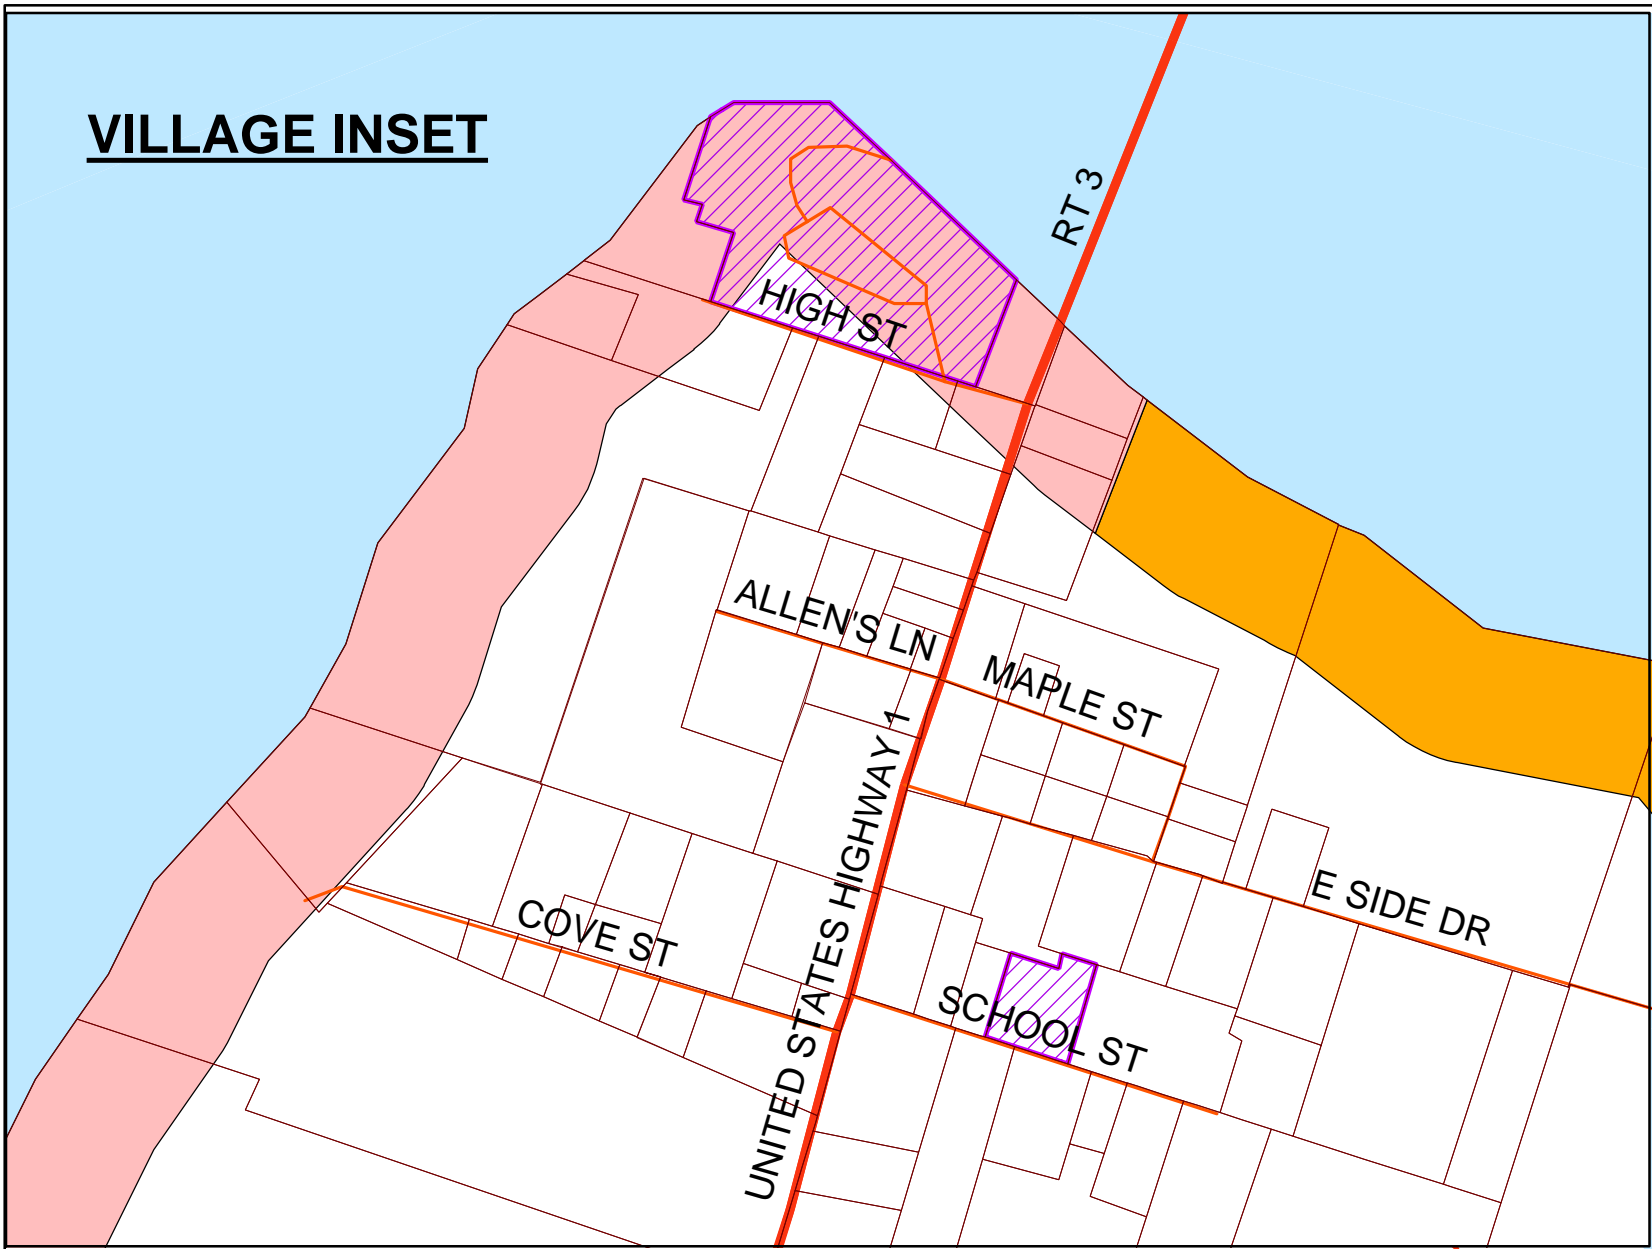 VILLAGE INSET
RT 3
HIGH ST
ALLEN'S LN
MAPLE ST
UNITED STATES HIGHWAY 1
E SIDE DR
COVE ST
SCHOOL ST